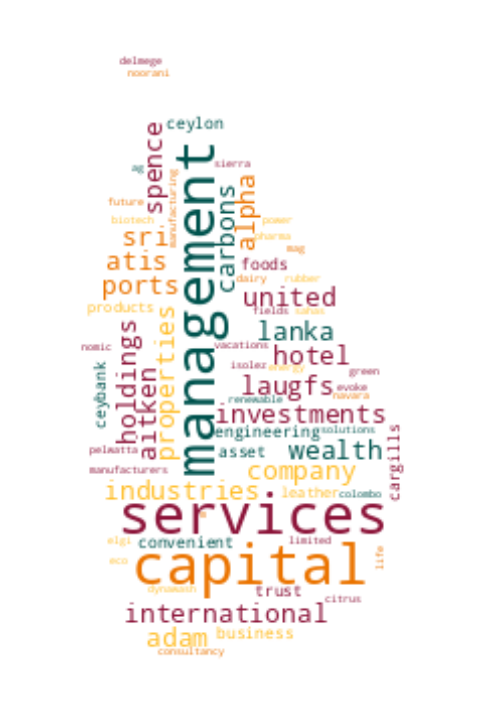 delmege
noorani
ceylon
spence
management
ag
sierra
manufacturing
carbons
alpha
future
biotech
power
sri
pharma
mag
atis
foods
ports
dairy rubber
united
products
fields sahas
holdings
properties
lanka
nomic
vacations
hotel
aitken
ceybank
isolez energy
green
laugfs
evoke
renewable
navara
investments
engineering
solutions
cargills
pelwatta
asset
wealth
manufacturers
company
industries
leather
colombo
services
elgi
convenient
limited
capital
life
eco
dynawash
trust
citrus
international
adam
business
consultancy